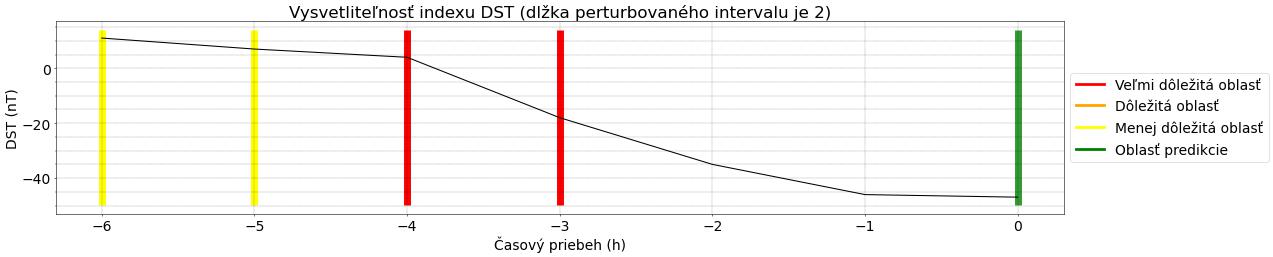 Vysvetliteľnosť indexu DST (dĺžka perturbovaného intervalu je 2)
DST (nT)
0
−20
−40
−6 −5 −4 −3 −2 −1 0
Časový priebeh (h)
Veľmi dôležitá oblasť
Dôležitá oblasť
Menej dôležitá oblasť
Oblasť predikcie